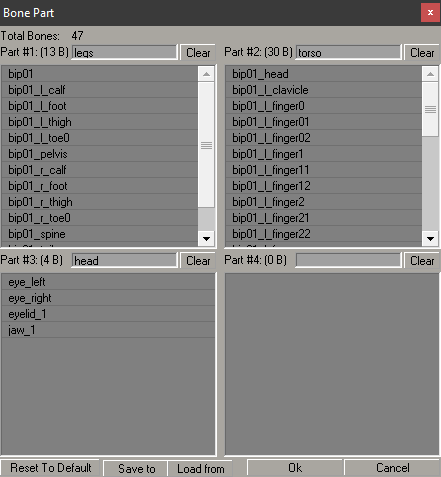 Bone Part
x
Total Bones: 47
Part #1: (13 B) legs Clear
bip01
bip01_l_calf
bip01_l_foot
bip01_l_thigh
bip01_l_toe0
bip01_pelvis
bip01_r_calf
bip01_r_foot
bip01_r_thigh
bip01_r_toe0
bip01_spine
Part #2: (30 B) torso Clear
bip01_head
bip01_l_clavicle
bip01_l_finger0
bip01_l_finger01
bip01_l_finger02
bip01_l_finger1
bip01_l_finger11
bip01_l_finger12
bip01_l_finger2
bip01_l_finger21
bip01_l_finger22
Part #3: (4 B) head Clear
eye_left
eye_right
eyelid_1
jaw_1
Part #4: (0 B) Clear
Reset To Default Save to Load from Ok Cancel